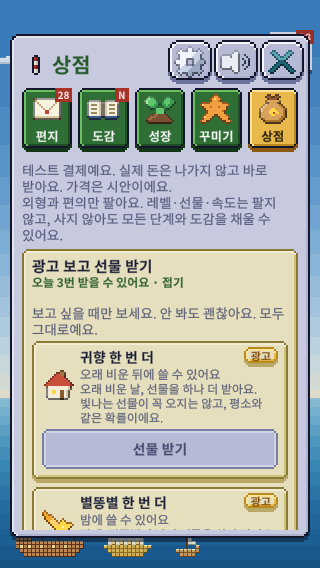 상점
28
N
편지
도감
성장
꾸미기
상점
테스트 결제예요. 실제 돈은 나가지 않고 바로
받아요. 가격은 시안이에요.
외형과 편의만 팔아요. 레벨·선물·속도는 팔지
않고, 사지 않아도 모든 단계와 도감을 채울 수
있어요.
광고 보고 선물 받기
오늘 3번 받을 수 있어요 · 접기
보고 싶을 때만 보세요. 안 봐도 괜찮아요. 모두
그대로예요.
귀향 한 번 더
광고
오래 비운 뒤에 쓸 수 있어요
오래 비운 날, 선물을 하나 더 받아요.
빛나는 선물이 꼭 오지는 않고, 평소와
같은 확률이에요.
선물 받기
별똥별 한 번 더
광고
밤에 쓸 수 있어요